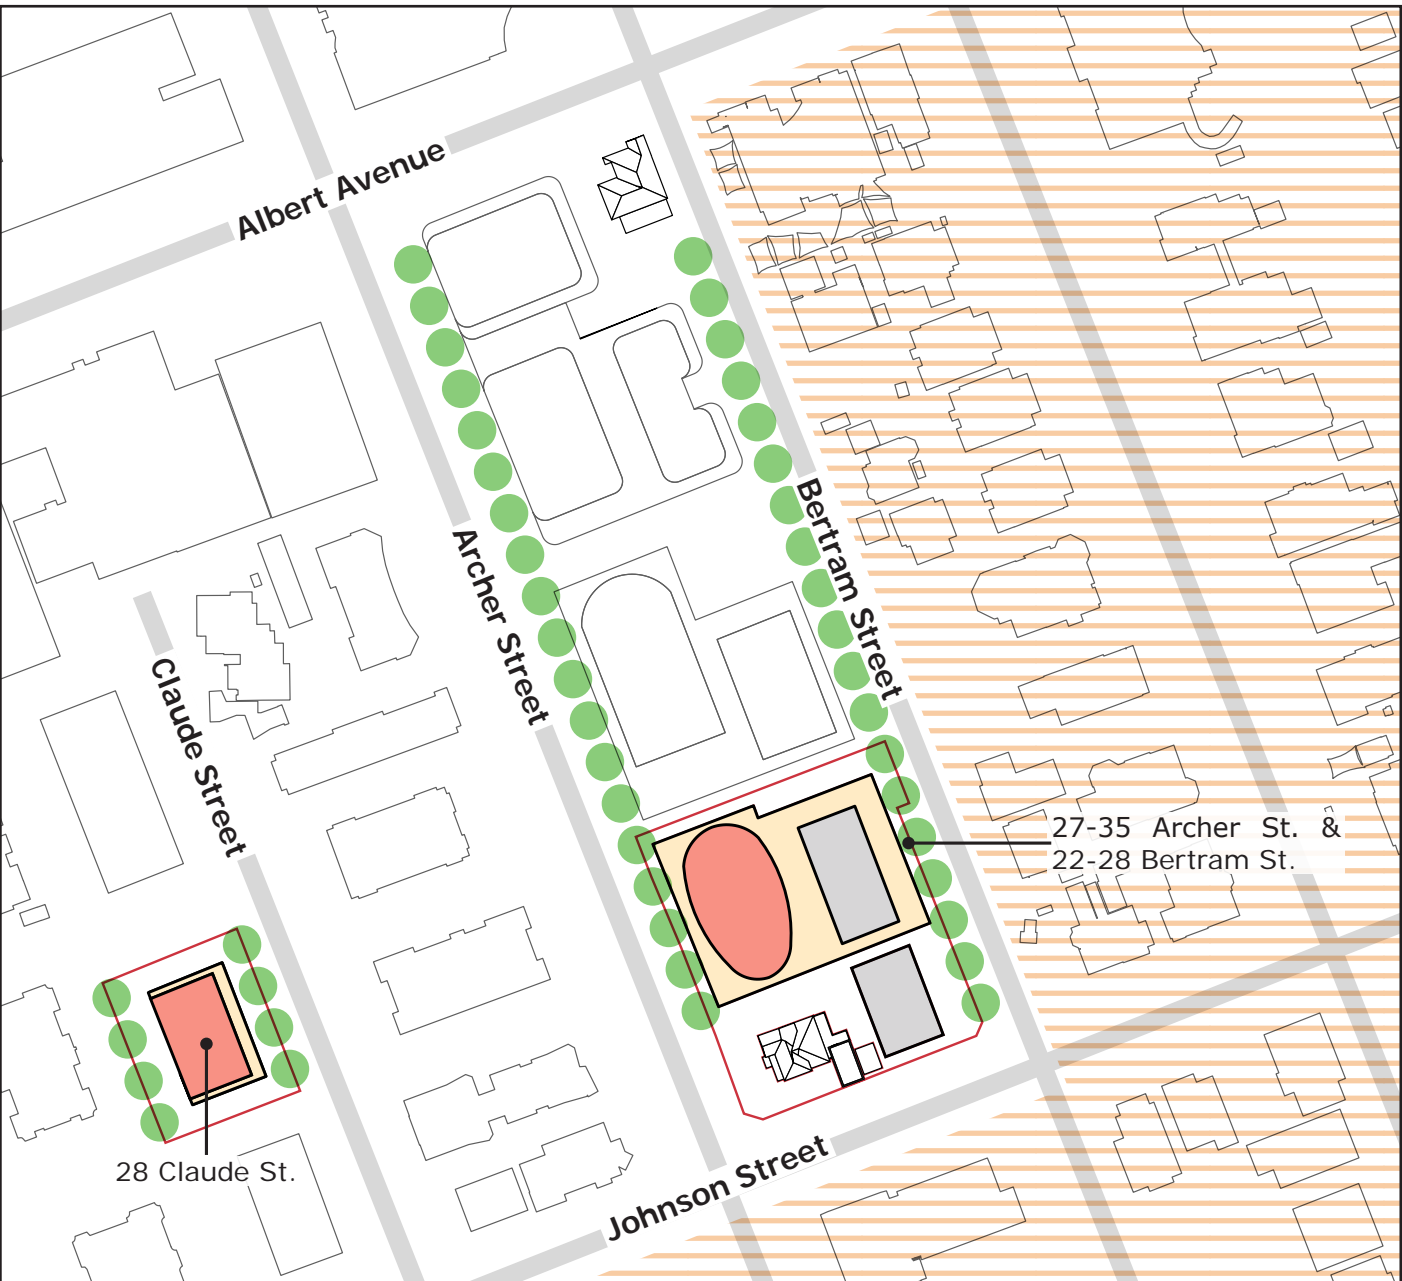 Albert Avenue
Archer Street
Bertram Street
Claude Street
27-35 Archer St. &
22-28 Bertram St.
28 Claude St.
Johnson Street